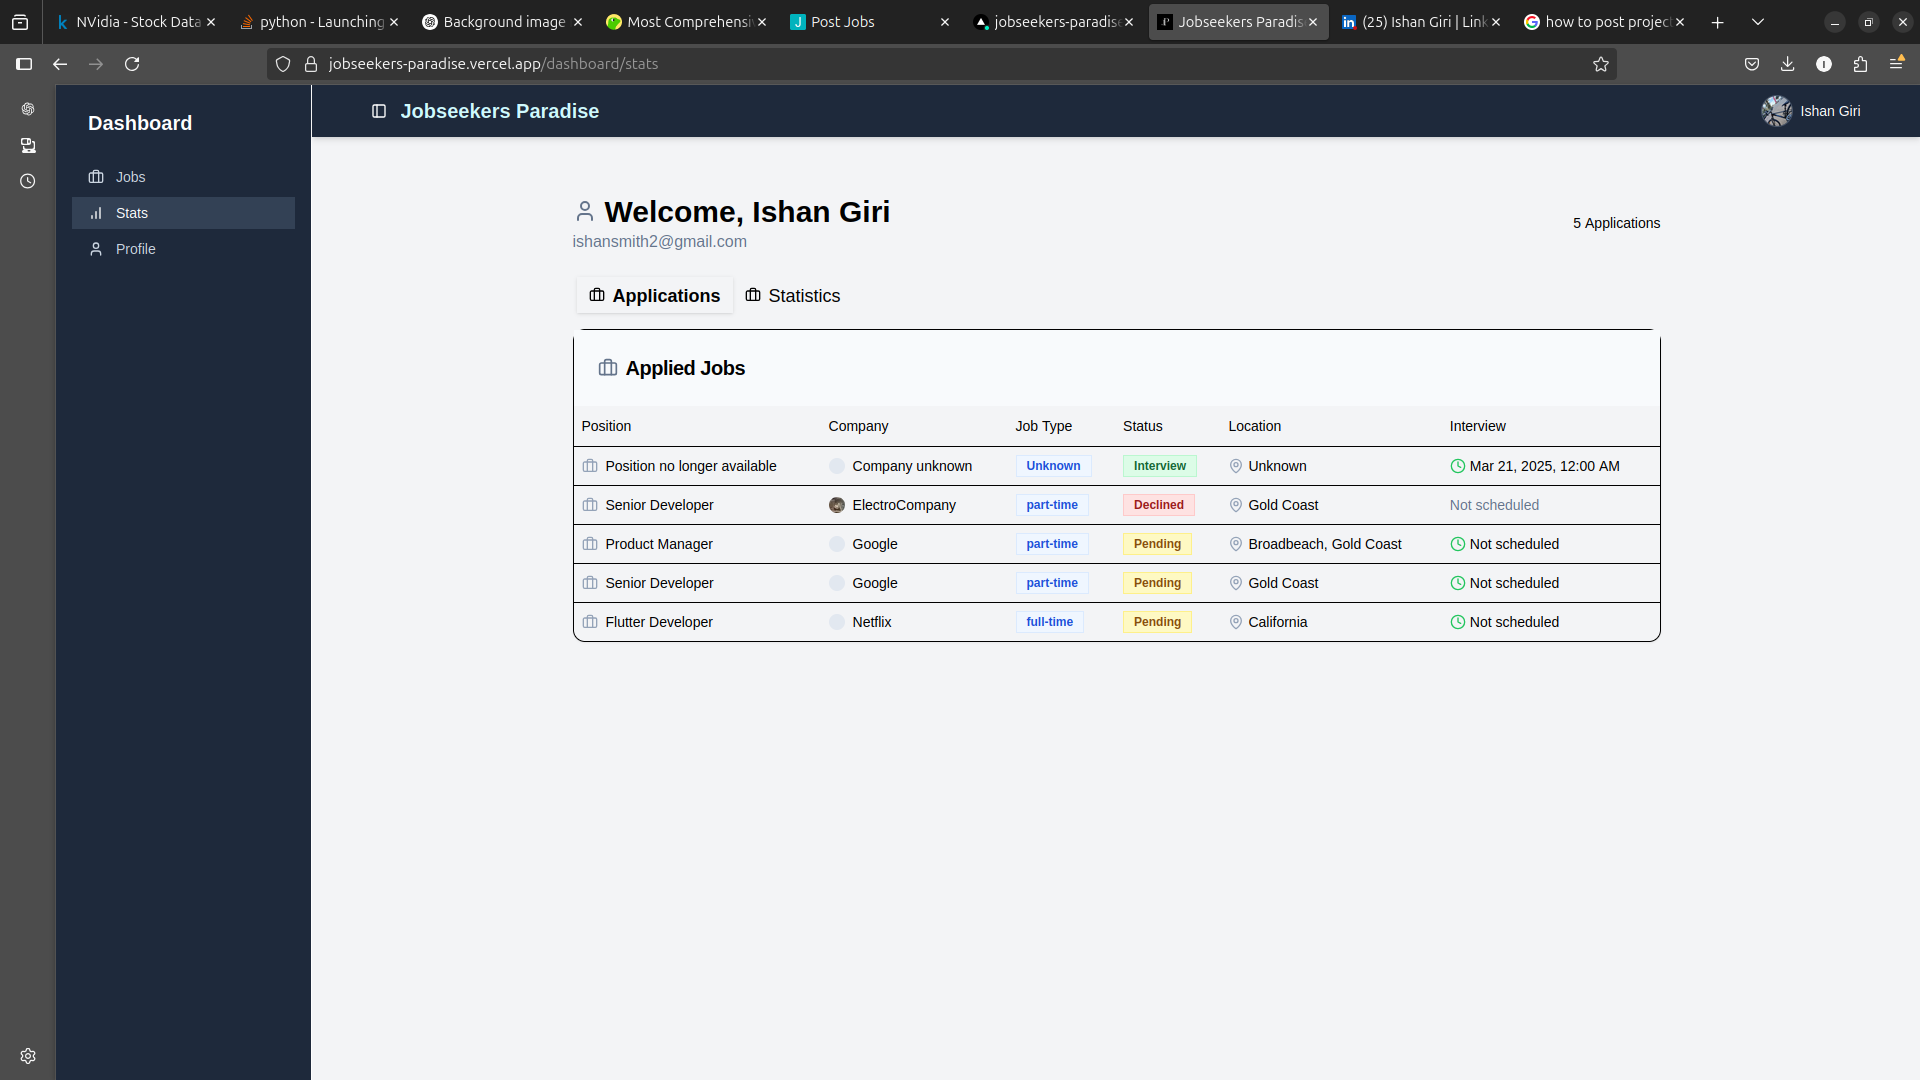 NVidia - Stock Data
python - Launching
Background image
Most Comprehensiv
Post Jobs
jobseekers-paradise
Jobseekers Paradis
(25) Ishan Giri | Link
how to post project
jobseekers-paradise.vercel.app/dashboard/stats
Dashboard
Jobseekers Paradise
Ishan Giri
Jobs
Stats
Profile
Welcome, Ishan Giri
ishansmith2@gmail.com
5 Applications
Applications
Statistics
Applied Jobs
Position Company Job Type Status Location Interview
Position no longer available Company unknown Unknown Interview Unknown Mar 21, 2025, 12:00 AM
Senior Developer ElectroCompany part-time Declined Gold Coast Not scheduled
Product Manager Google part-time Pending Broadbeach, Gold Coast Not scheduled
Senior Developer Google part-time Pending Gold Coast Not scheduled
Flutter Developer Netflix full-time Pending California Not scheduled